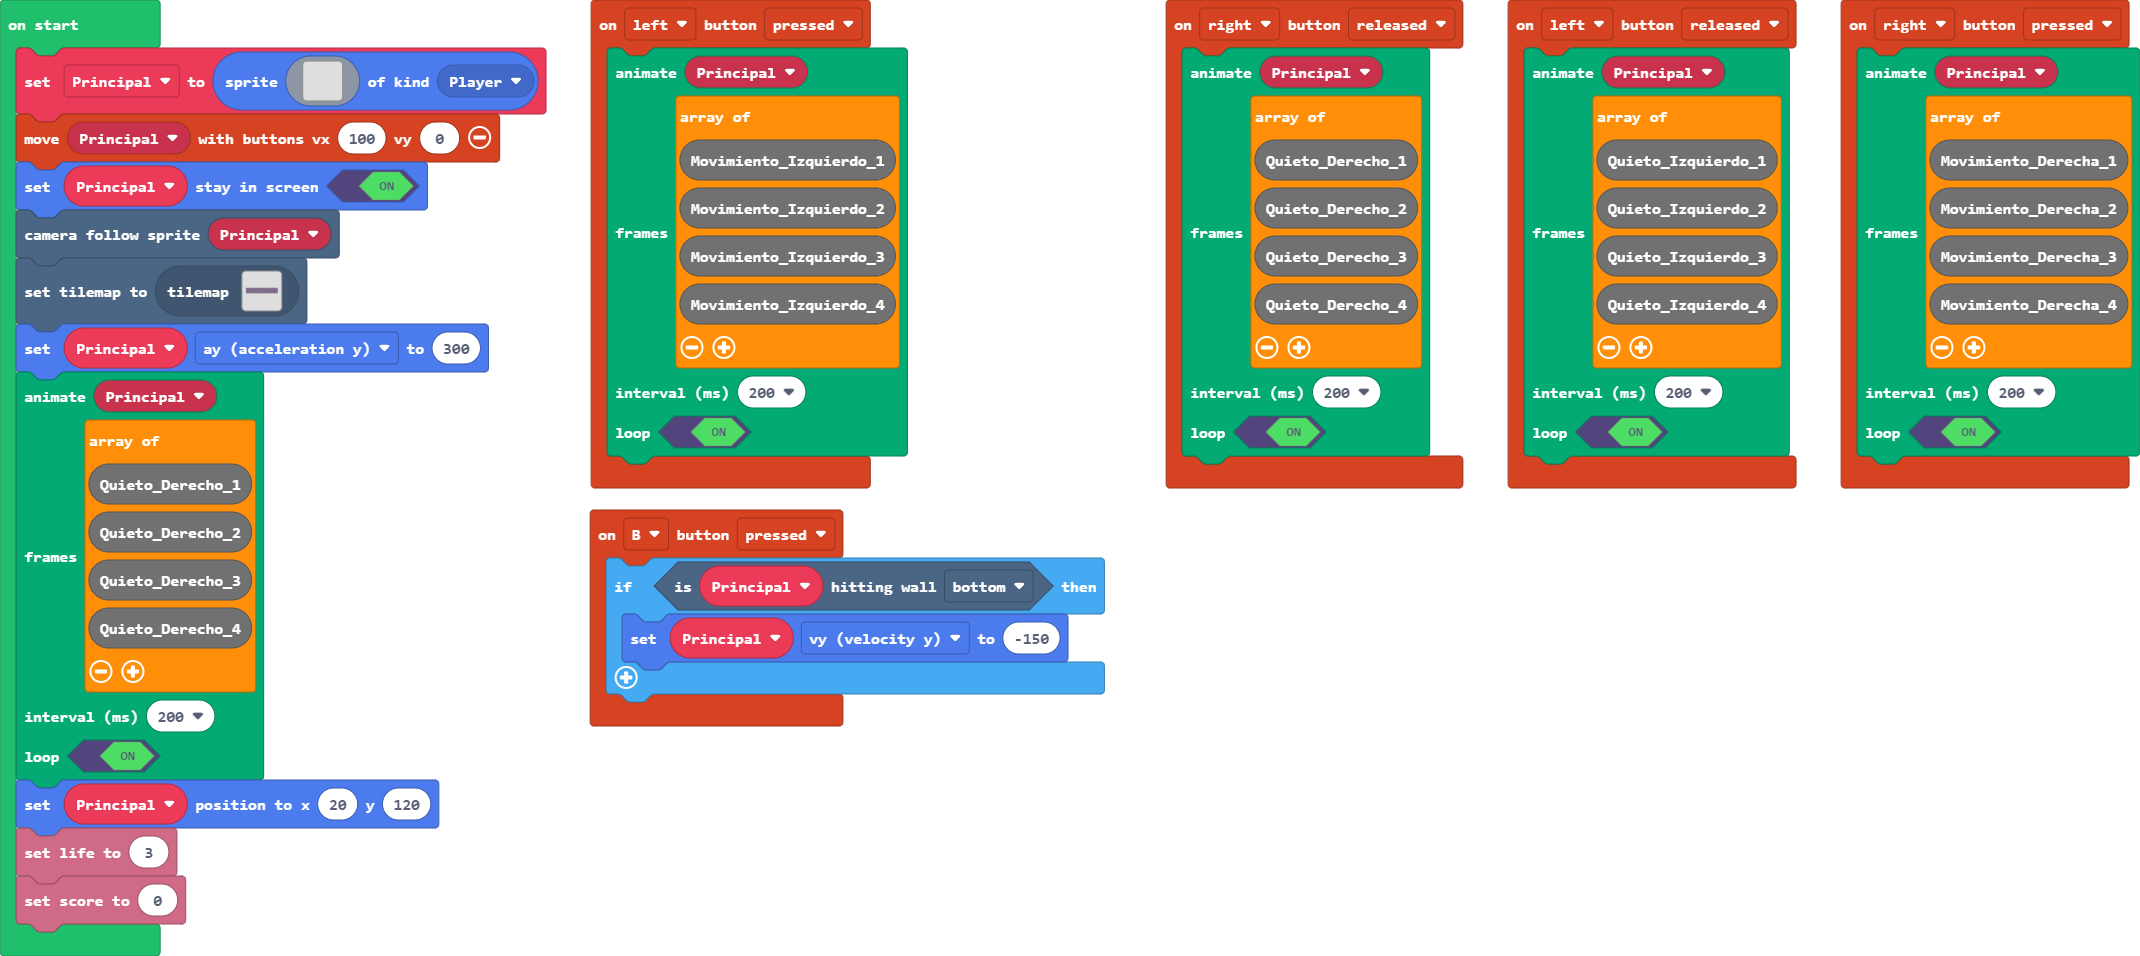 on start
set Principal to sprite of kind Player
move Principal with buttons vx 100 vy 0
set Principal stay in screen ON
camera follow sprite Principal
set tilemap to tilemap
set Principal ay (acceleration y) to 300
animate Principal
array of
Quieto_Derecho_1
Quieto_Derecho_2
frames
Quieto_Derecho_3
Quieto_Derecho_4
interval (ms) 200
loop ON
set Principal position to x 20 y 120
set life to 3
set score to 0
on left button pressed
animate Principal
array of
Movimiento_Izquierdo_1
Movimiento_Izquierdo_2
frames
Movimiento_Izquierdo_3
Movimiento_Izquierdo_4
interval (ms) 200
loop ON
on B button pressed
if is Principal hitting wall bottom then
set Principal vy (velocity y) to -150
on right button released
animate Principal
array of
Quieto_Derecho_1
Quieto_Derecho_2
frames
Quieto_Derecho_3
Quieto_Derecho_4
interval (ms) 200
loop ON
on left button released
animate Principal
array of
Quieto_Izquierdo_1
Quieto_Izquierdo_2
frames
Quieto_Izquierdo_3
Quieto_Izquierdo_4
interval (ms) 200
loop ON
on right button pressed
animate Principal
array of
Movimiento_Derecha_1
Movimiento_Derecha_2
frames
Movimiento_Derecha_3
Movimiento_Derecha_4
interval (ms) 200
loop ON